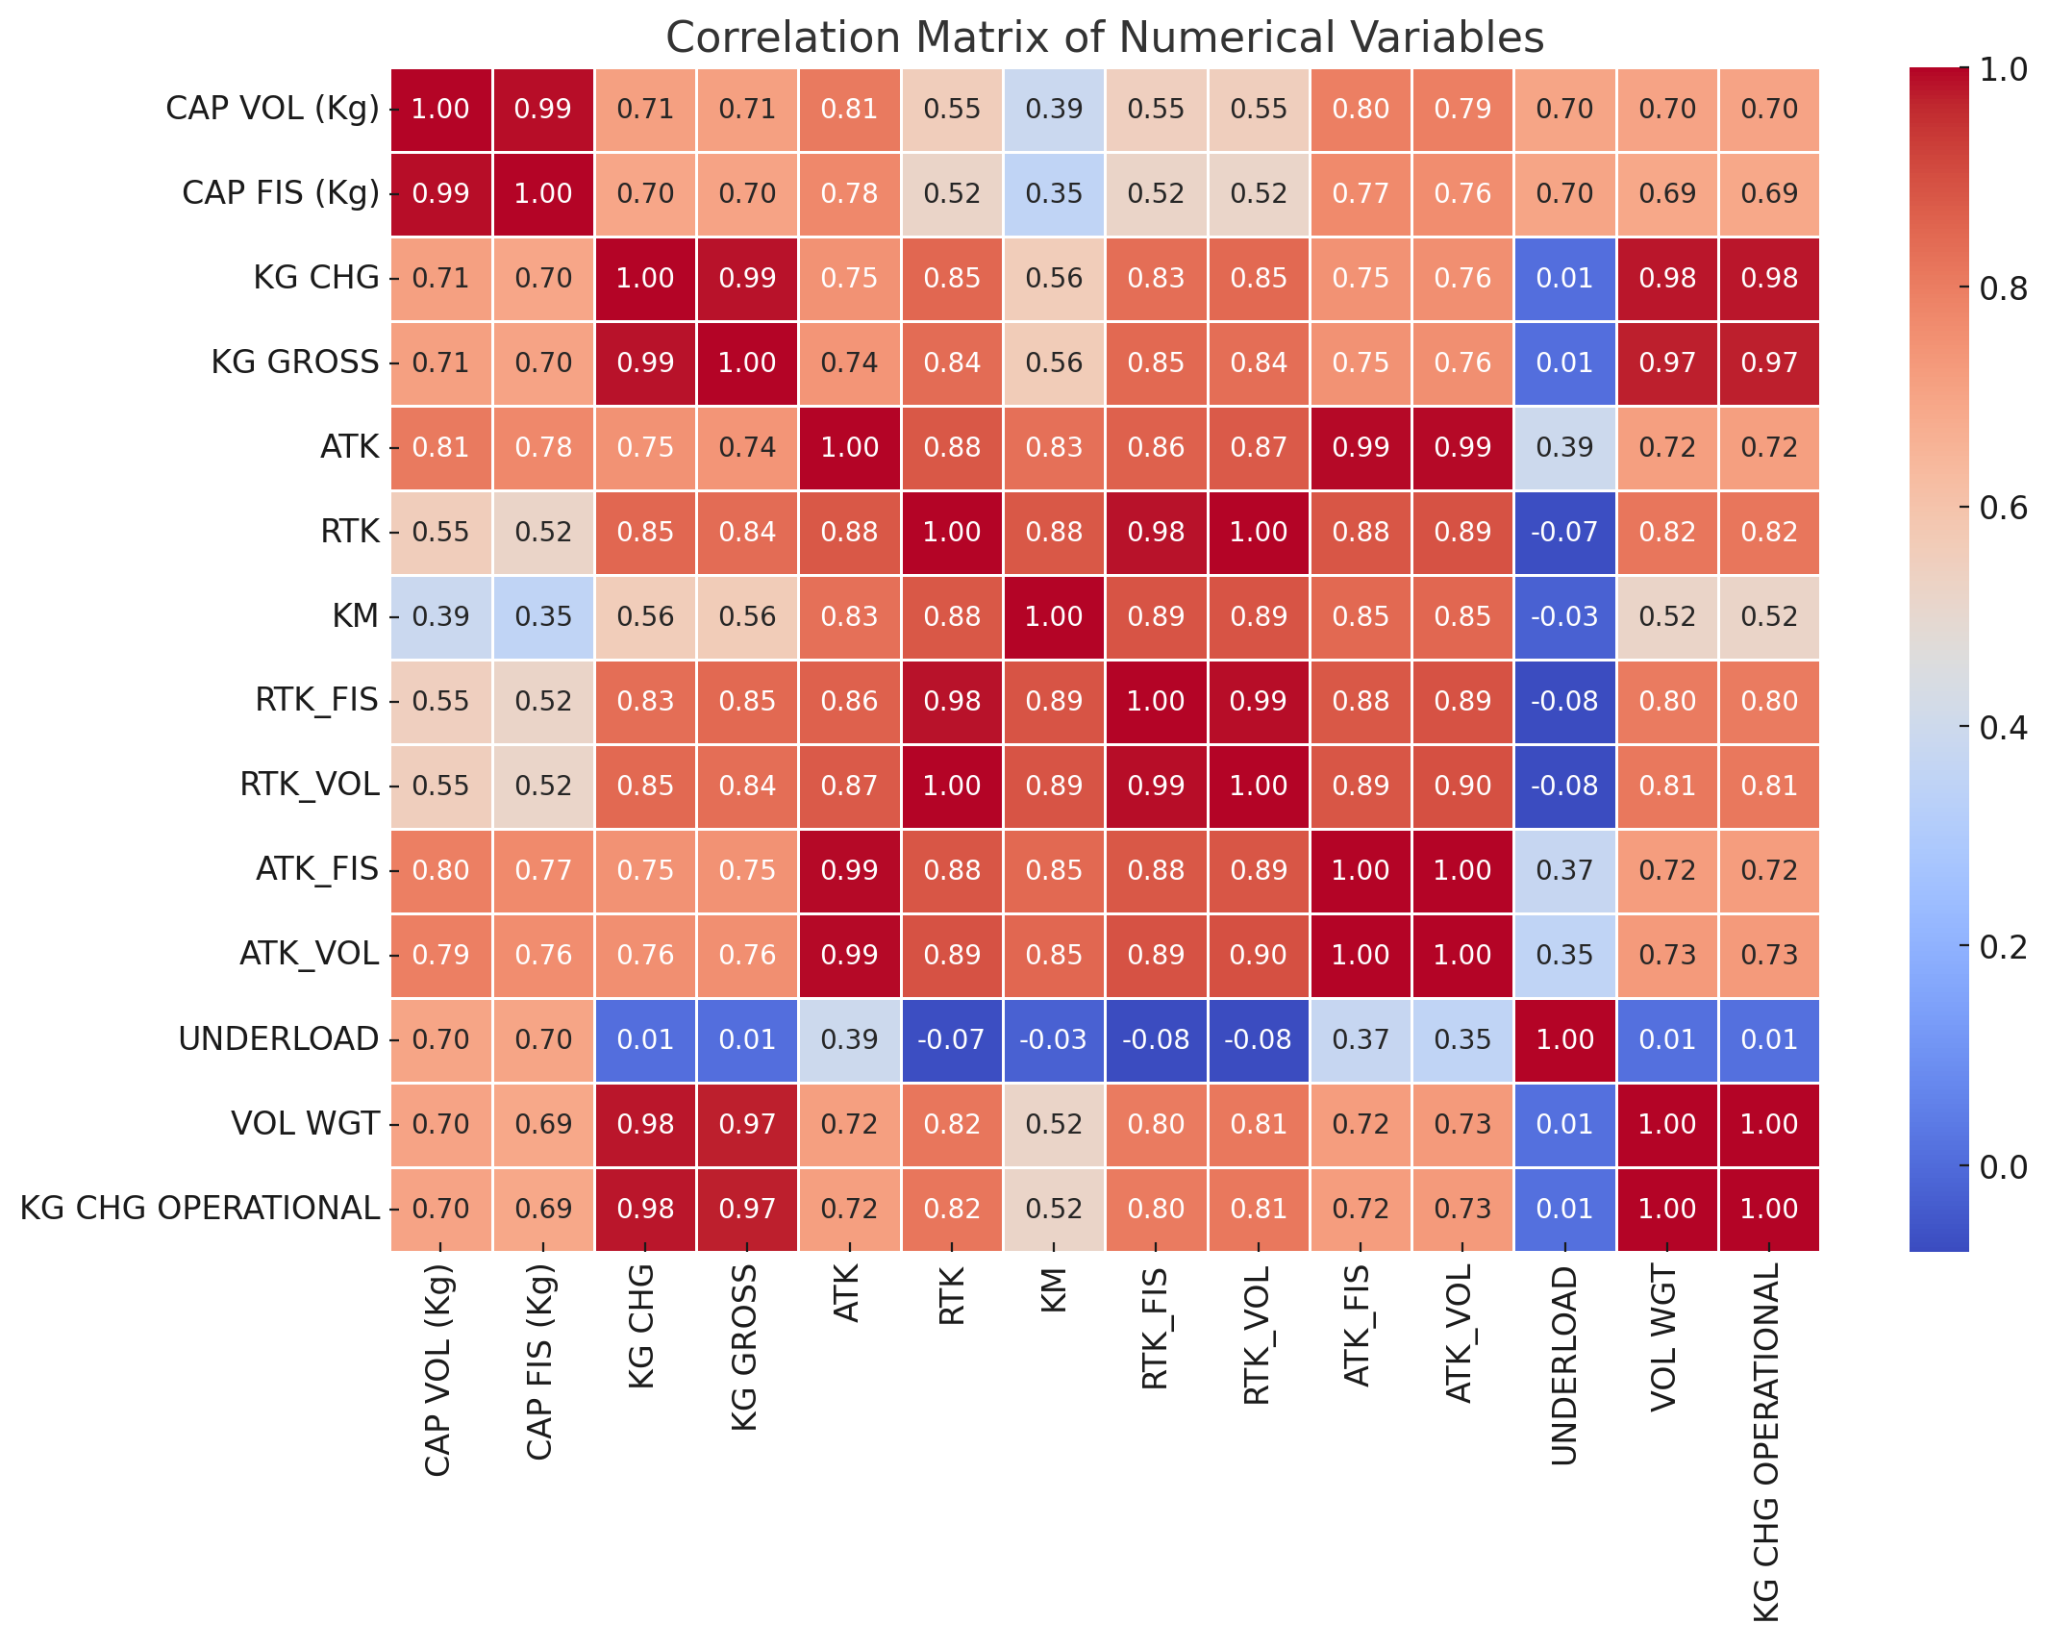 Correlation Matrix of Numerical Variables
CAP VOL (Kg) 1.00 0.99 0.71 0.71 0.81 0.55 0.39 0.55 0.55 0.80 0.79 0.70 0.70 0.70
CAP FIS (Kg) 0.99 1.00 0.70 0.70 0.78 0.52 0.35 0.52 0.52 0.77 0.76 0.70 0.69 0.69
KG CHG 0.71 0.70 1.00 0.99 0.75 0.85 0.56 0.83 0.85 0.75 0.76 0.01 0.98 0.98
KG GROSS 0.71 0.70 0.99 1.00 0.74 0.84 0.56 0.85 0.84 0.75 0.76 0.01 0.97 0.97
ATK 0.81 0.78 0.75 0.74 1.00 0.88 0.83 0.86 0.87 0.99 0.99 0.39 0.72 0.72
RTK 0.55 0.52 0.85 0.84 0.88 1.00 0.88 0.98 1.00 0.88 0.89 -0.07 0.82 0.82
KM 0.39 0.35 0.56 0.56 0.83 0.88 1.00 0.89 0.89 0.85 0.85 -0.03 0.52 0.52
RTK_FIS 0.55 0.52 0.83 0.85 0.86 0.98 0.89 1.00 0.99 0.88 0.89 -0.08 0.80 0.80
RTK_VOL 0.55 0.52 0.85 0.84 0.87 1.00 0.89 0.99 1.00 0.89 0.90 -0.08 0.81 0.81
ATK_FIS 0.80 0.77 0.75 0.75 0.99 0.88 0.85 0.88 0.89 1.00 1.00 0.37 0.72 0.72
ATK_VOL 0.79 0.76 0.76 0.76 0.99 0.89 0.85 0.89 0.90 1.00 1.00 0.35 0.73 0.73
UNDERLOAD 0.70 0.70 0.01 0.01 0.39 -0.07 -0.03 -0.08 -0.08 0.37 0.35 1.00 0.01 0.01
VOL WGT 0.70 0.69 0.98 0.97 0.72 0.82 0.52 0.80 0.81 0.72 0.73 0.01 1.00 1.00
KG CHG OPERATIONAL 0.70 0.69 0.98 0.97 0.72 0.82 0.52 0.80 0.81 0.72 0.73 0.01 1.00 1.00
CAP VOL (Kg)
CAP FIS (Kg)
KG CHG
KG GROSS
ATK
RTK
KM
RTK_FIS
RTK_VOL
ATK_FIS
ATK_VOL
UNDERLOAD
VOL WGT
KG CHG OPERATIONAL
1.0
0.8
0.6
0.4
0.2
0.0